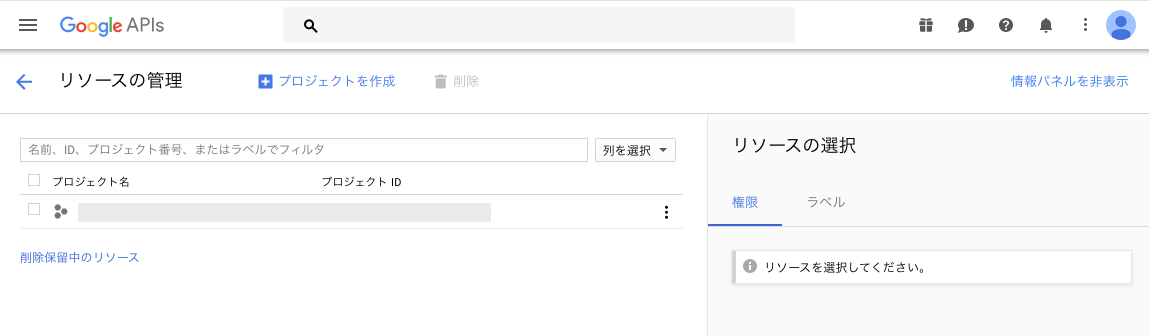 Google APIs
リソースの管理 プロジェクトを作成 削除 情報パネルを非表示
名前、ID、プロジェクト番号、またはラベルでフィルタ 列を選択
プロジェクト名 プロジェクト ID
削除保留中のリソース
リソースの選択
権限 ラベル
リソースを選択してください。